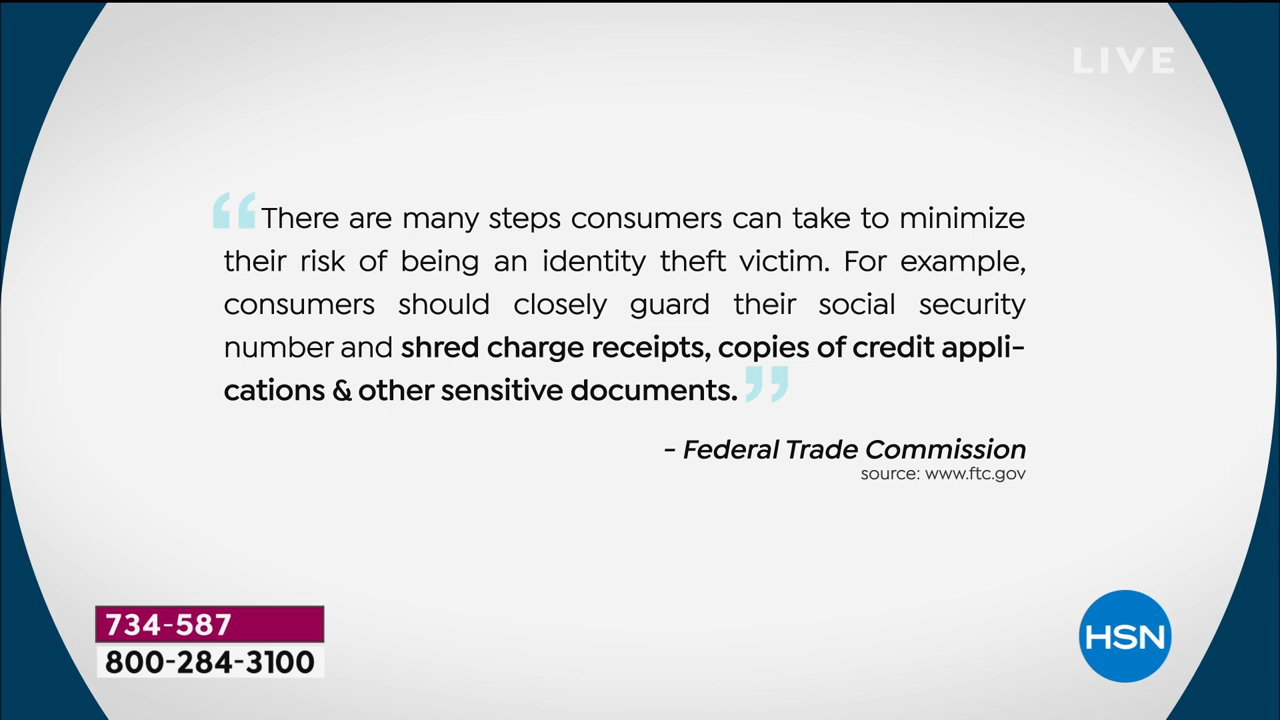 LIVE
“There are many steps consumers can take to minimize
their risk of being an identity theft victim. For example,
consumers should closely guard their social security
number and shred charge receipts, copies of credit appli-
cations & other sensitive documents.”
- Federal Trade Commission
source: www.ftc.gov
734-587
800-284-3100
HSN